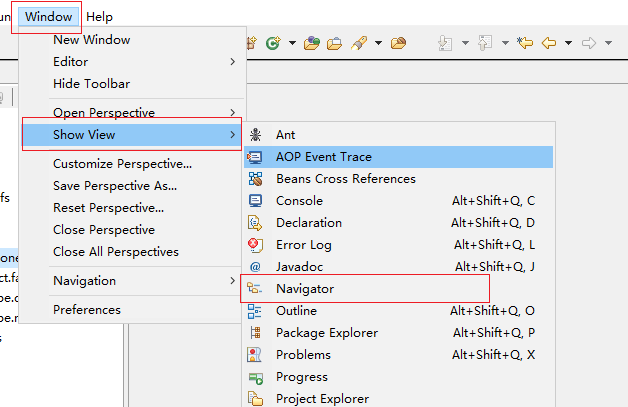 un Window Help
New Window
Editor
Hide Toolbar
Open Perspective
Show View
Customize Perspective...
Save Perspective As...
Reset Perspective...
Close Perspective
Close All Perspectives
Navigation
Preferences
Ant
AOP Event Trace
Beans Cross References
Console Alt+Shift+Q, C
Declaration Alt+Shift+Q, D
Error Log Alt+Shift+Q, L
Javadoc Alt+Shift+Q, J
Navigator
Outline Alt+Shift+Q, O
Package Explorer Alt+Shift+Q, P
Problems Alt+Shift+Q, X
Progress
Project Explorer
fs
one
ct.fa
pe.c
pe.r
s